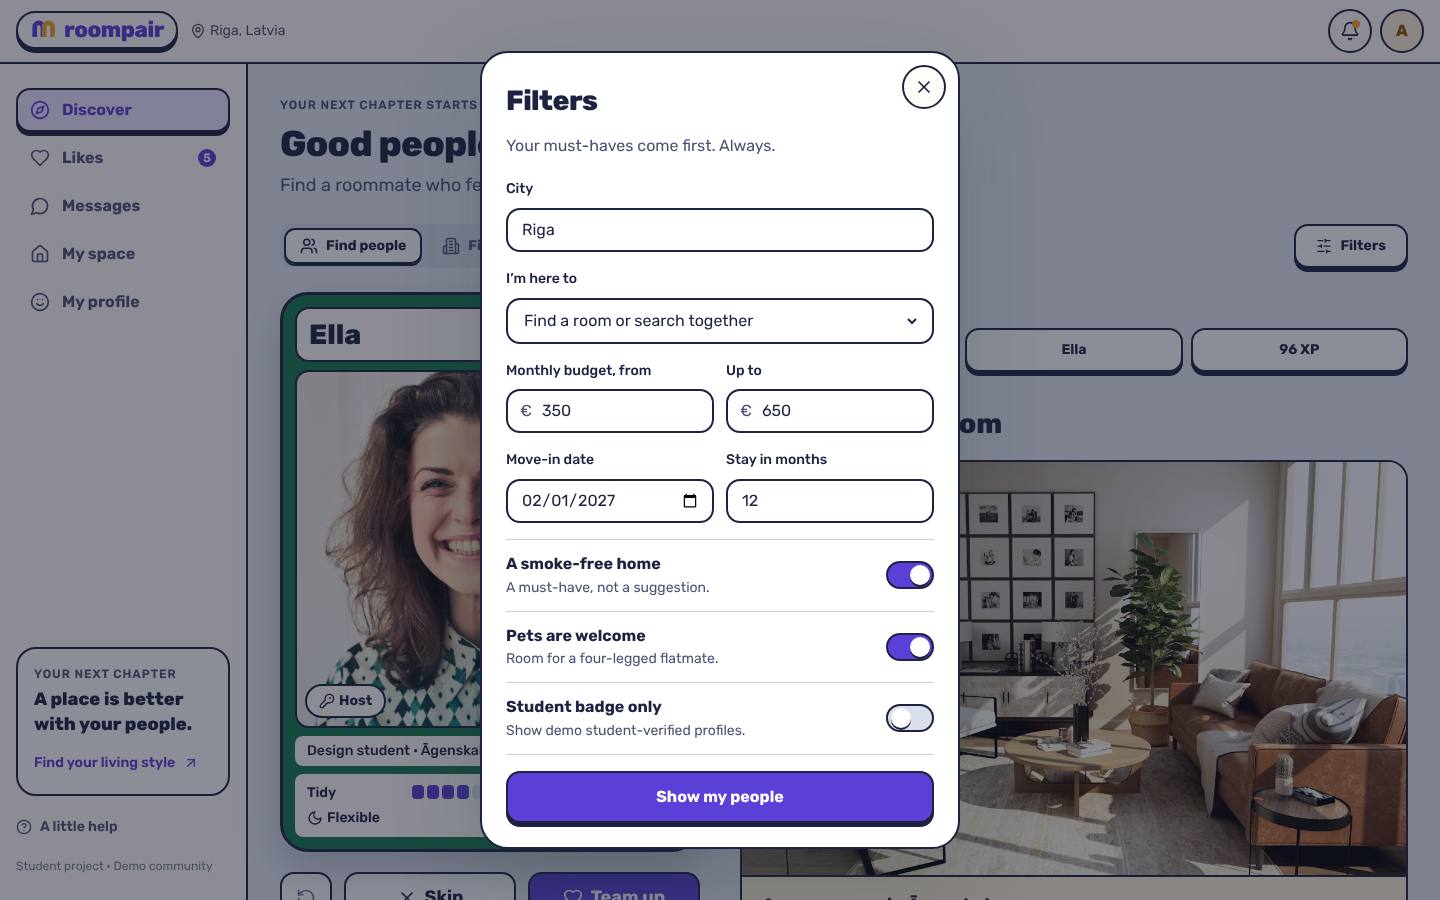 roompair
Riga, Latvia
A
Discover
Likes
5
Messages
My space
My profile
YOUR NEXT CHAPTER
A place is better
with your people.
Find your living style
A little help
Student project · Demo community
YOUR NEXT CHAPTER STARTS
Good people
Find a roommate who
Find people
Filters
Ella
Host
Design student ·
Tidy
Flexible
Skip
Team up
Ella
96 XP
Filters
Your must-haves come first. Always.
City
Riga
I’m here to
Find a room or search together
Monthly budget, from
Up to
€ 350
€ 650
Move-in date
Stay in months
02/01/2027
12
A smoke-free home
A must-have, not a suggestion.
Pets are welcome
Room for a four-legged flatmate.
Student badge only
Show demo student-verified profiles.
Show my people